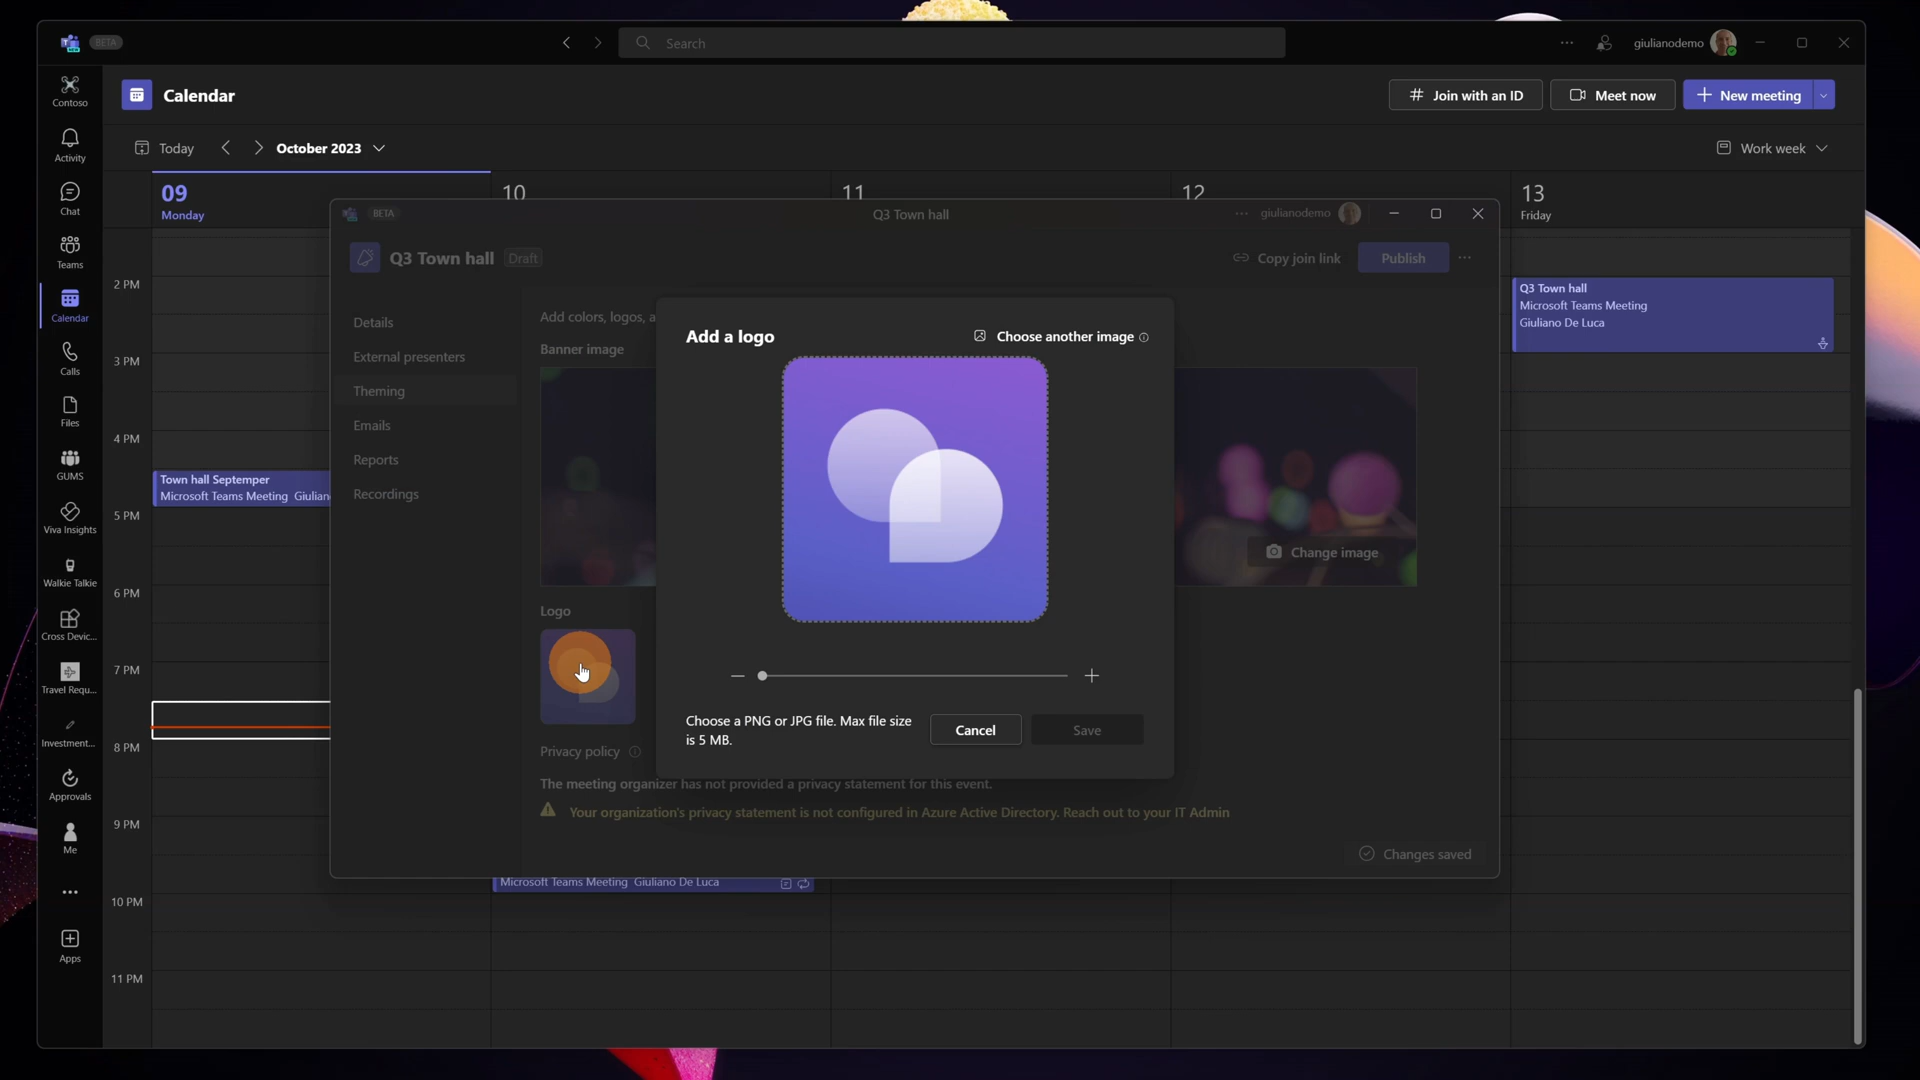 BETA
Search
giulianodemo
Contoso
Activity
Chat
Teams
Calendar
Calls
Files
GUMS
Viva Insights
Walkie Talkie
Cross Devic...
Travel Requ...
Investment...
Approvals
Me
Apps
Calendar
Join with an ID
Meet now
New meeting
Today
October 2023
Work week
09
Monday
10
11
12
13
Friday
2 PM
3 PM
4 PM
5 PM
6 PM
7 PM
8 PM
9 PM
10 PM
11 PM
Town hall Septemper
Microsoft Teams Meeting Giulian
Q3 Town hall
Microsoft Teams Meeting
Giuliano De Luca
Microsoft Teams Meeting Giuliano De Luca
BETA
Q3 Town hall
giulianodemo
Q3 Town hall
Draft
Copy join link
Publish
Details
External presenters
Theming
Emails
Reports
Recordings
Add colors, logos, a
Banner image
Change image
Logo
Privacy policy
The meeting organizer has not provided a privacy statement for this event.
Your organization's privacy statement is not configured in Azure Active Directory. Reach out to your IT Admin
Changes saved
Add a logo
Choose another image
Choose a PNG or JPG file. Max file size
is 5 MB.
Cancel
Save